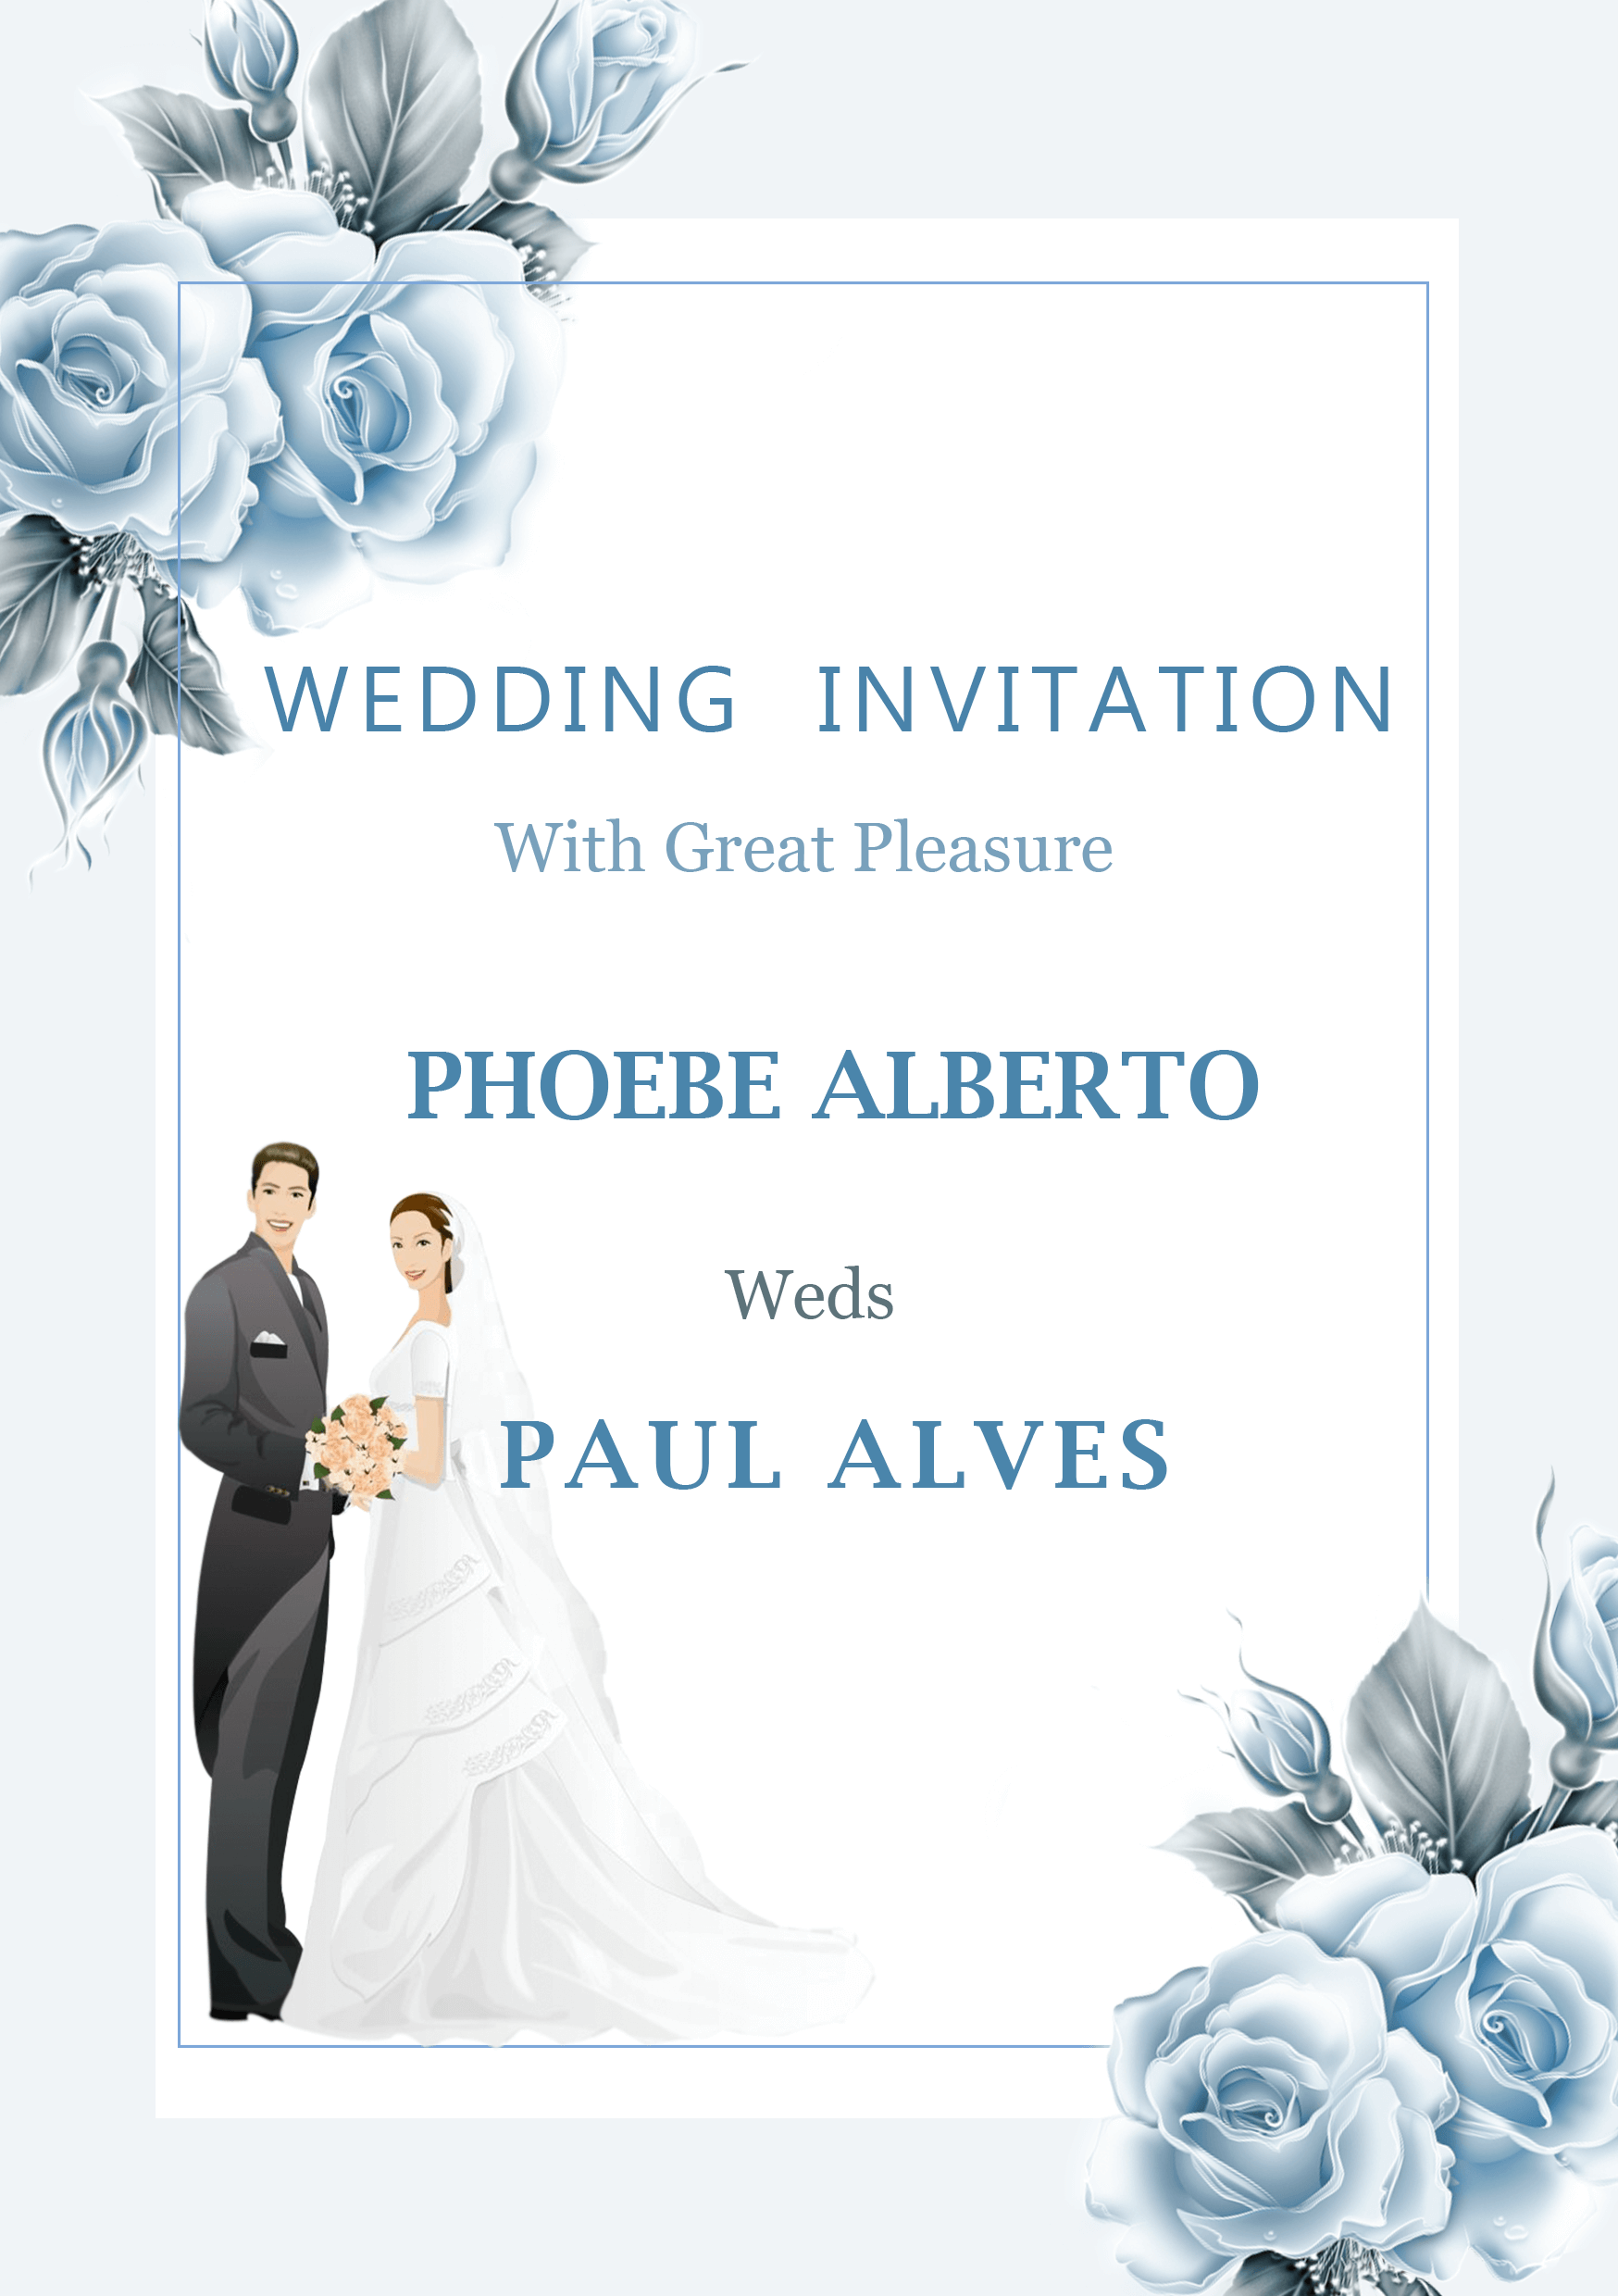 WEDDING INVITATION
With Great Pleasure
PHOEBE ALBERTO
Weds
PAUL ALVES